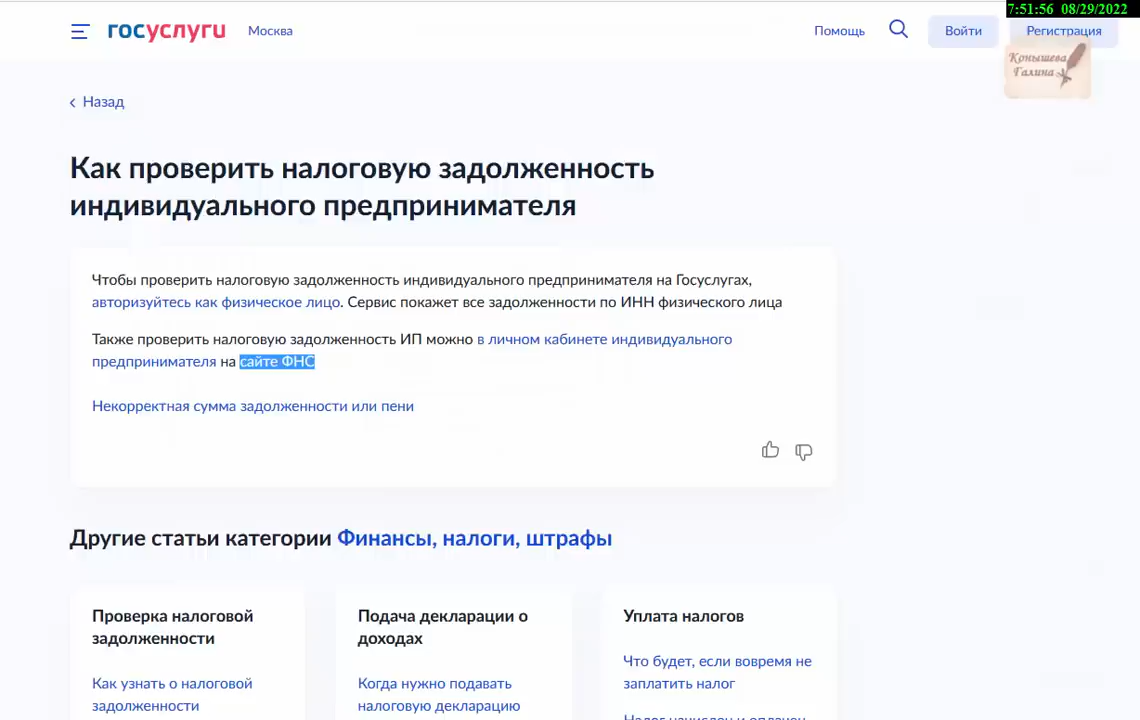 7:51:56 08/29/2022
госуслуги Москва Помощь Войти Регистрация
Конышева
Галина
Назад
Как проверить налоговую задолженность
индивидуального предпринимателя
Чтобы проверить налоговую задолженность индивидуального предпринимателя на Госуслугах,
авторизуйтесь как физическое лицо. Сервис покажет все задолженности по ИНН физического лица
Также проверить налоговую задолженность ИП можно в личном кабинете индивидуального
предпринимателя на сайте ФНС
Некорректная сумма задолженности или пени
Другие статьи категории Финансы, налоги, штрафы
Проверка налоговой
задолженности
Как узнать о налоговой
задолженности
Подача декларации о
доходах
Когда нужно подавать
налоговую декларацию
Уплата налогов
Что будет, если вовремя не
заплатить налог
Налог начислен и оплачен,